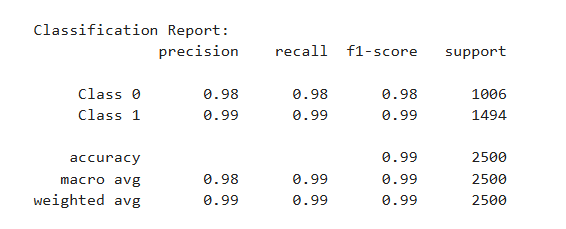 Classification Report:
precision recall f1-score support
Class 0 0.98 0.98 0.98 1006
Class 1 0.99 0.99 0.99 1494
accuracy 0.99 2500
macro avg 0.98 0.99 0.99 2500
weighted avg 0.99 0.99 0.99 2500